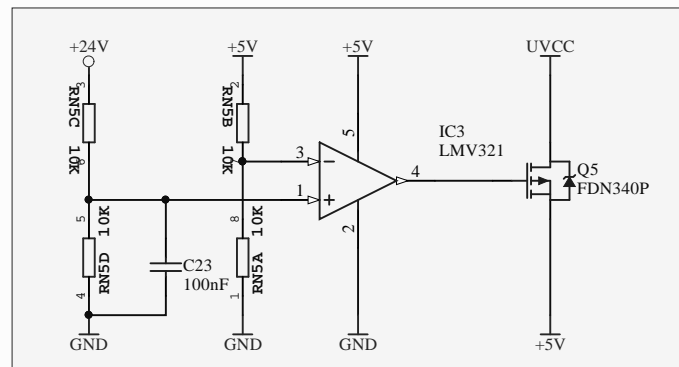 +24V
+5V
+5V
UVCC
3
RN5C
10K
6
2
RN5B
10K
7
5
IC3
LMV321
3
1
4
2
Q5
FDN340P
5
10K
RN5D
4
8
10K
RN5A
1
C23
100nF
GND
GND
GND
+5V